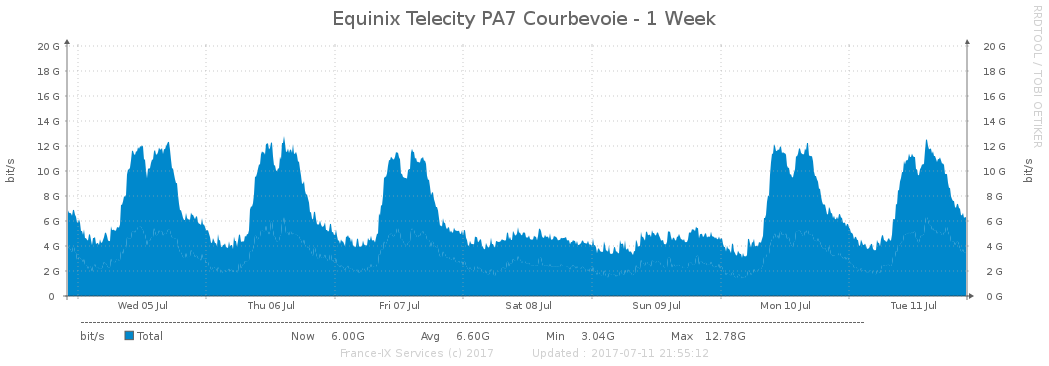 Equinix Telecity PA7 Courbevoie - 1 Week
RRDTOOL / TOBI OETIKER
bit/s
20 G
18 G
16 G
14 G
12 G
10 G
8 G
6 G
4 G
2 G
0
20 G
18 G
16 G
14 G
12 G
10 G
8 G
6 G
4 G
2 G
0 G
bit/s
Wed 05 Jul Thu 06 Jul Fri 07 Jul Sat 08 Jul Sun 09 Jul Mon 10 Jul Tue 11 Jul
bit/s Total Now 6.00G Avg 6.60G Min 3.04G Max 12.78G
France-IX Services (c) 2017 Updated : 2017-07-11 21:55:12